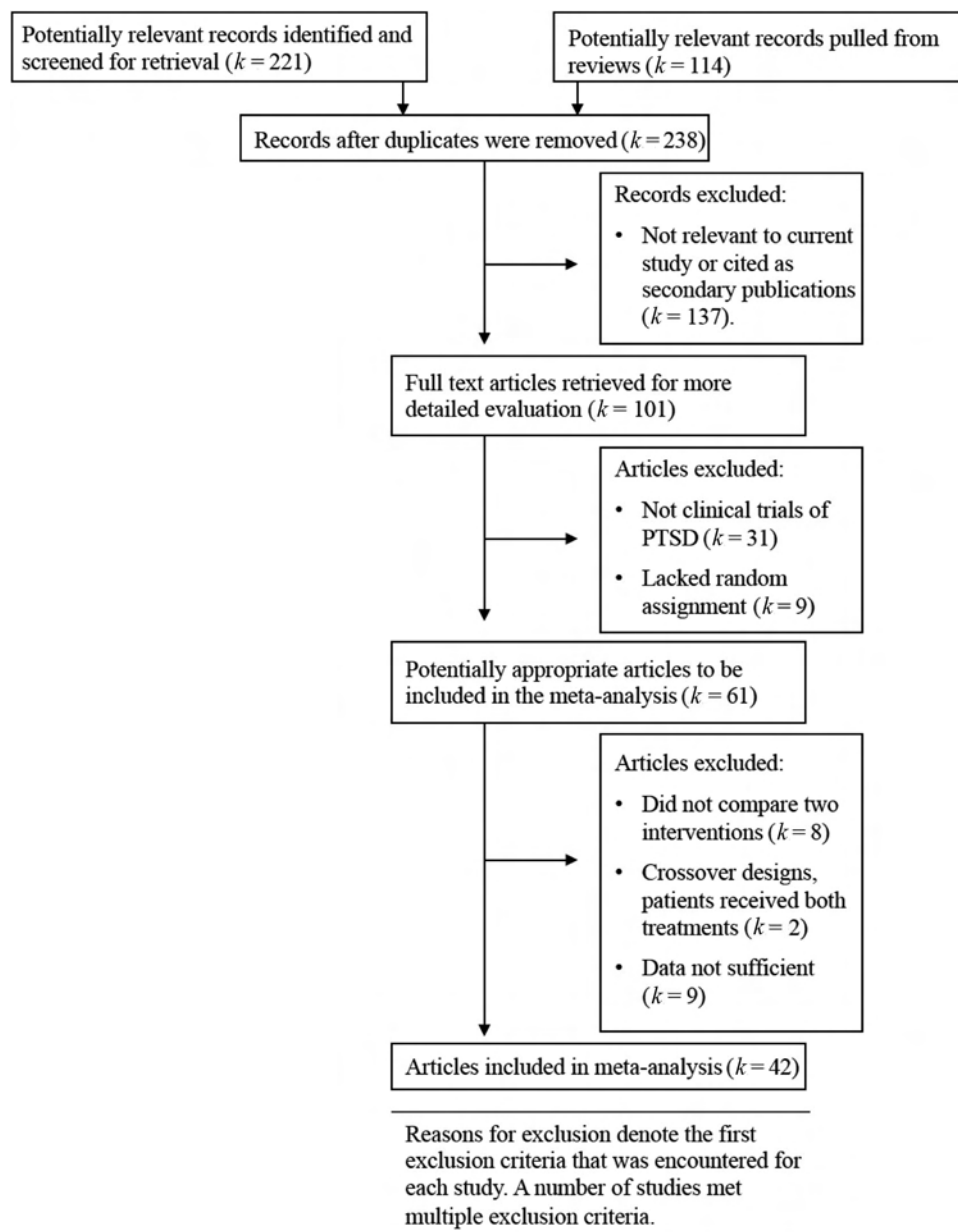 Potentially relevant records identified and
screened for retrieval (k = 221)
Potentially relevant records pulled from
reviews (k = 114)
Records after duplicates were removed (k = 238)
Records excluded:
• Not relevant to current
study or cited as
secondary publications
(k = 137).
Full text articles retrieved for more
detailed evaluation (k = 101)
Articles excluded:
• Not clinical trials of
PTSD (k = 31)
• Lacked random
assignment (k = 9)
Potentially appropriate articles to be
included in the meta-analysis (k = 61)
Articles excluded:
• Did not compare two
interventions (k = 8)
• Crossover designs,
patients received both
treatments (k = 2)
• Data not sufficient
(k = 9)
Articles included in meta-analysis (k = 42)
Reasons for exclusion denote the first
exclusion criteria that was encountered for
each study. A number of studies met
multiple exclusion criteria.